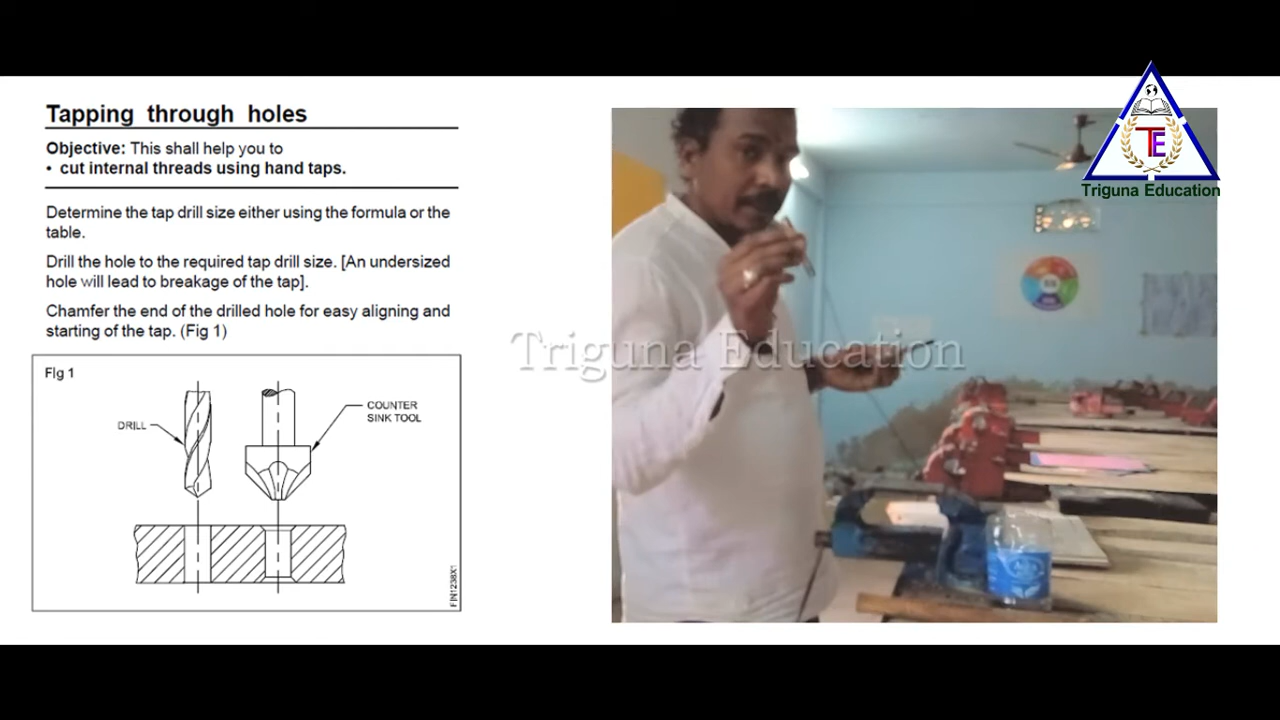 Tapping through holes
Objective: This shall help you to
• cut internal threads using hand taps.
Determine the tap drill size either using the formula or the
table.
Drill the hole to the required tap drill size. [An undersized
hole will lead to breakage of the tap].
Chamfer the end of the drilled hole for easy aligning and
starting of the tap. (Fig 1)
Fig 1
DRILL
COUNTER
SINK TOOL
FIN1238X1
TE
Triguna Education
Triguna Education